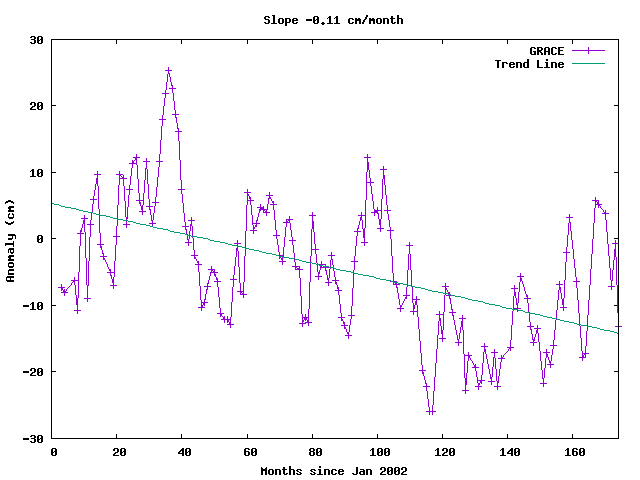 Slope -0.11 cm/month
GRACE
Trend Line
30
20
10
0
-10
-20
-30
Anomaly (cm)
0 20 40 60 80 100 120 140 160
Months since Jan 2002